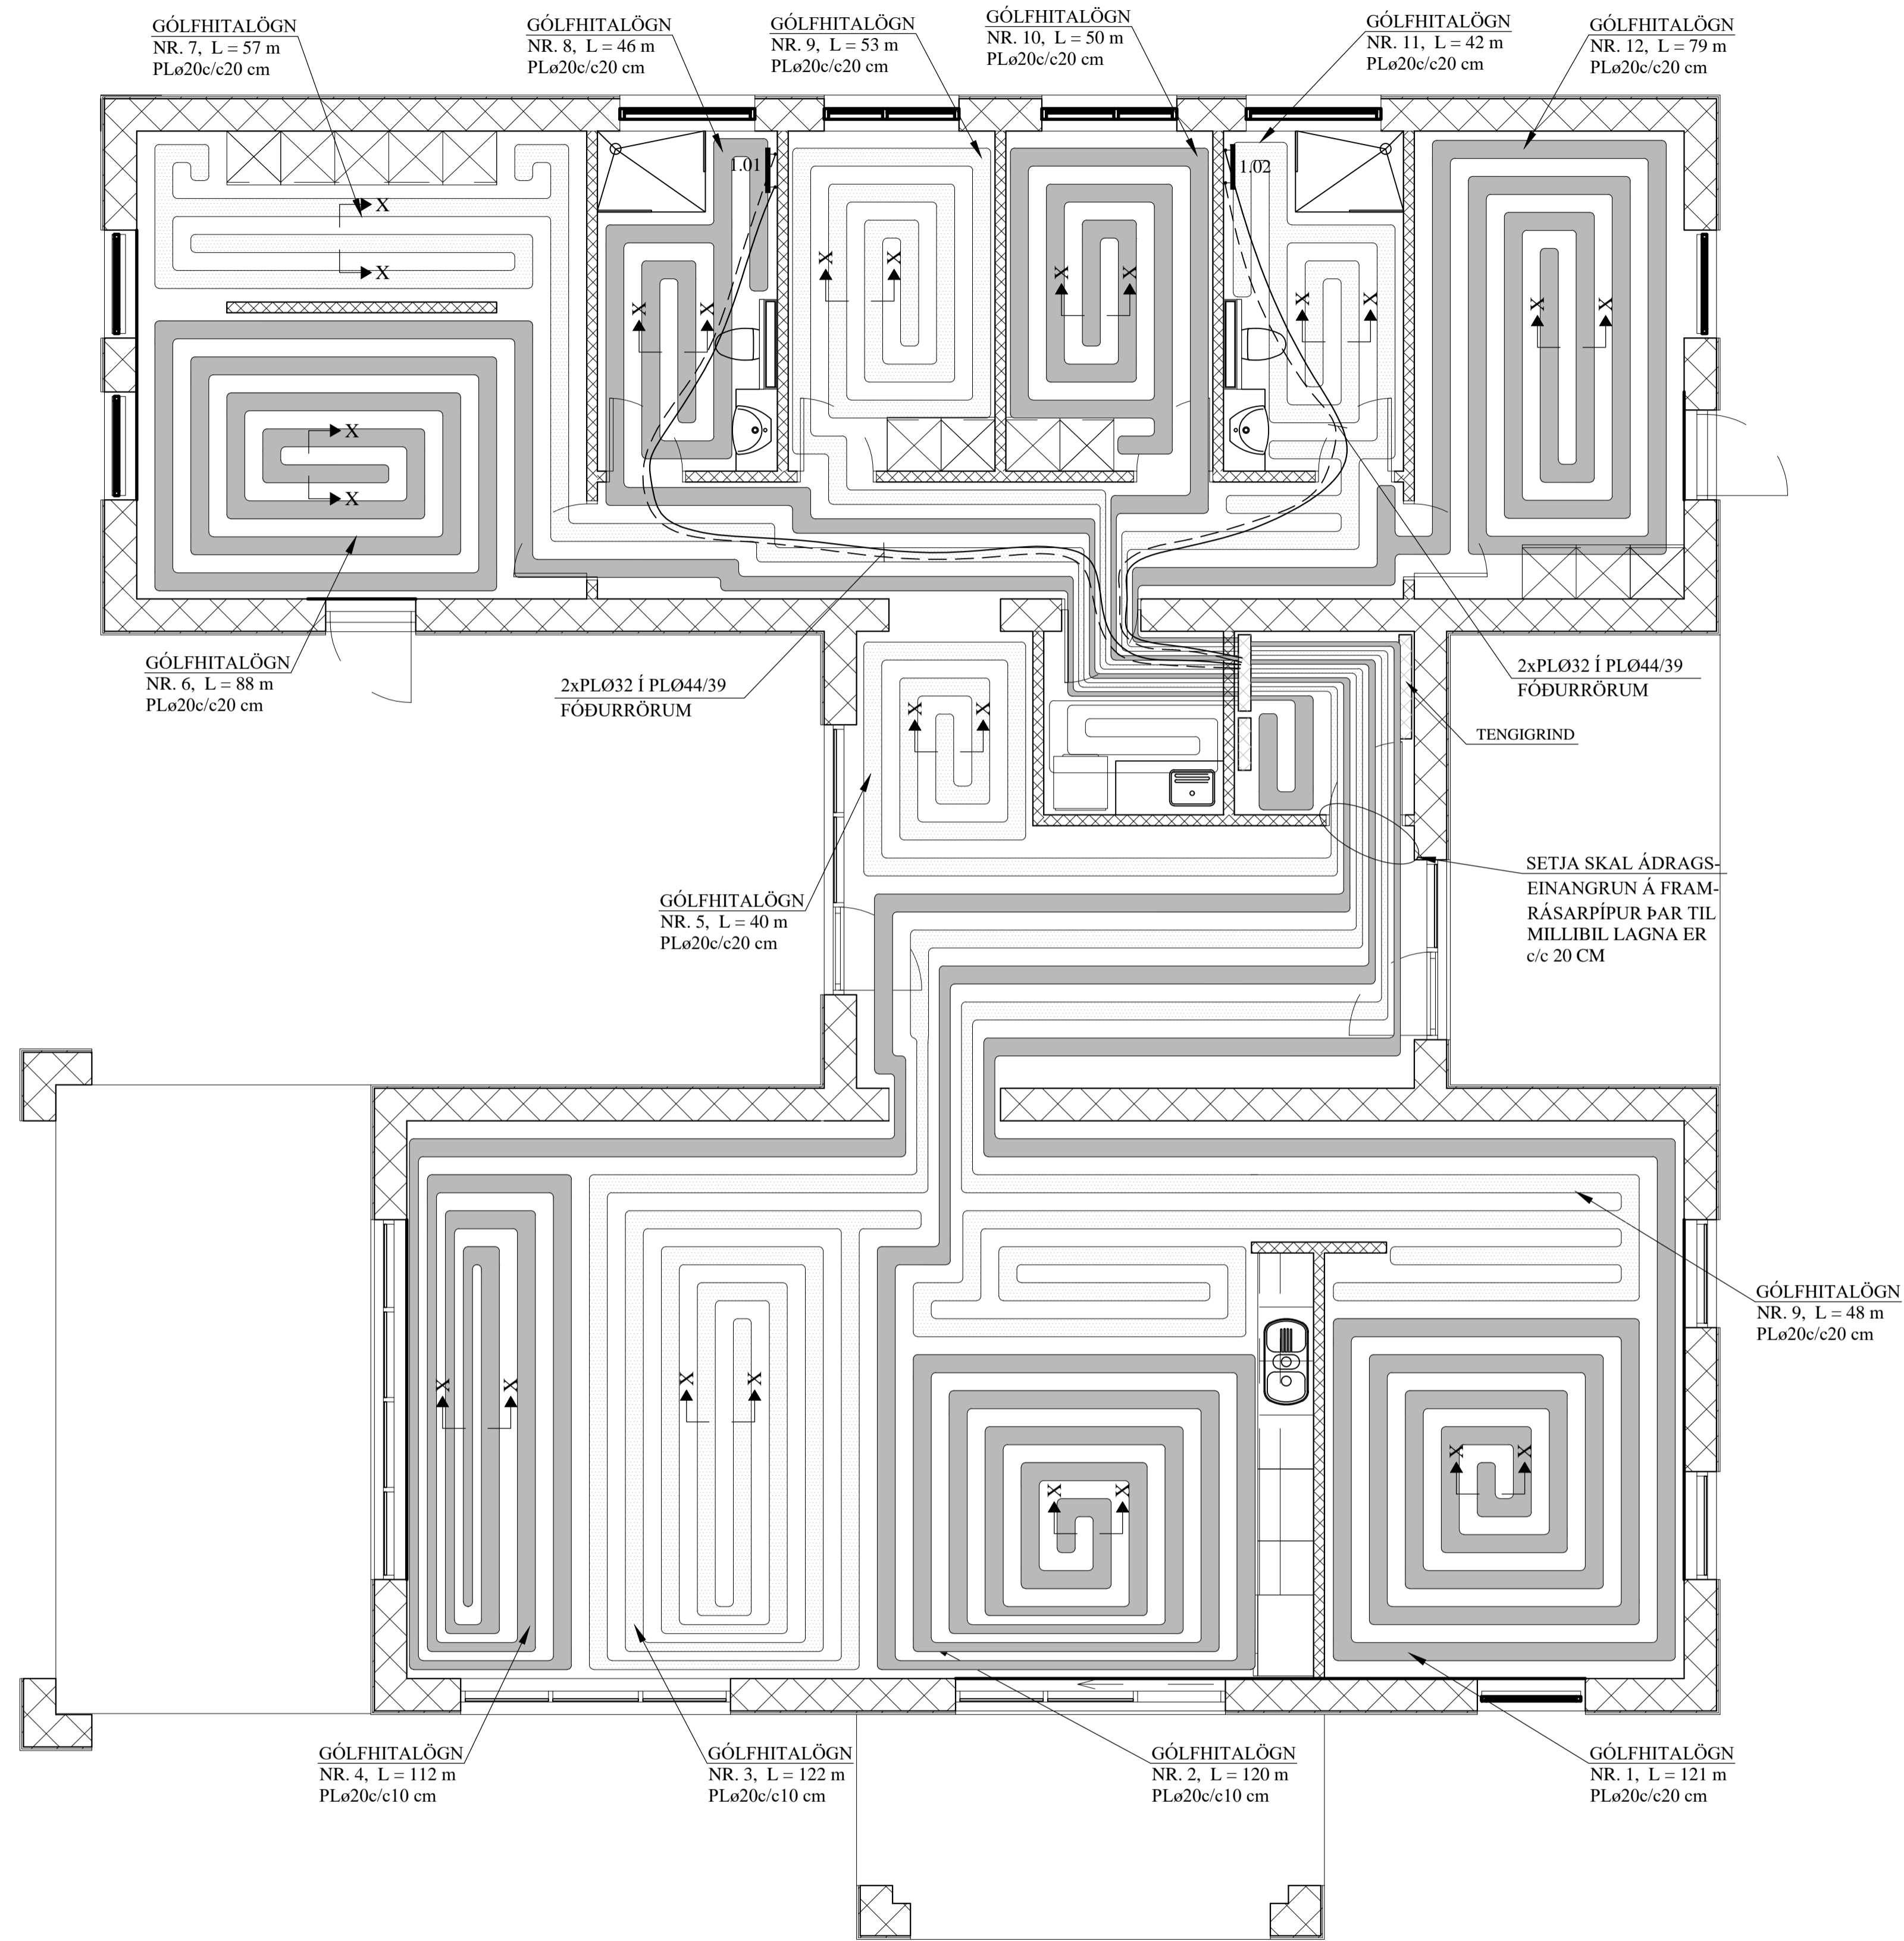 GÓLFHITALÖGN
NR. 7, L = 57 m
PLø20c/c20 cm
GÓLFHITALÖGN
NR. 8, L = 46 m
PLø20c/c20 cm
GÓLFHITALÖGN
NR. 9, L = 53 m
PLø20c/c20 cm
GÓLFHITALÖGN
NR. 10, L = 50 m
PLø20c/c20 cm
GÓLFHITALÖGN
NR. 11, L = 42 m
PLø20c/c20 cm
GÓLFHITALÖGN
NR. 12, L = 79 m
PLø20c/c20 cm
1.01
1.02
X
X
X
X
X
X
X
X
X
X
X
X
X
X
GÓLFHITALÖGN
NR. 6, L = 88 m
PLø20c/c20 cm
2xPLØ32 Í PLØ44/39
FÓÐURRÖRUM
2xPLØ32 Í PLØ44/39
FÓÐURRÖRUM
TENGIGRIND
X
X
GÓLFHITALÖGN
NR. 5, L = 40 m
PLø20c/c20 cm
SETJA SKAL ÁDRAGS-
EINANGRUN Á FRAM-
RÁSARPÍPUR ÞAR TIL
MILLIBIL LAGNA ER
c/c 20 CM
GÓLFHITALÖGN
NR. 9, L = 48 m
PLø20c/c20 cm
X
X
X
X
X
X
X
X
GÓLFHITALÖGN
NR. 4, L = 112 m
PLø20c/c10 cm
GÓLFHITALÖGN
NR. 3, L = 122 m
PLø20c/c10 cm
GÓLFHITALÖGN
NR. 2, L = 120 m
PLø20c/c10 cm
GÓLFHITALÖGN
NR. 1, L = 121 m
PLø20c/c20 cm